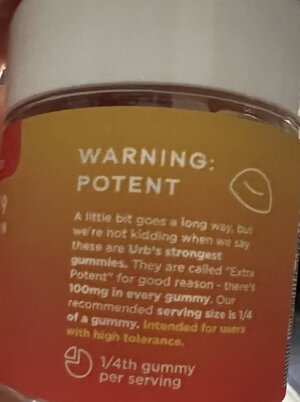 WARNING:
POTENT
A little bit goes a long way, but
we're not kidding when we say
these are Urb's strongest
gummies. They are called "Extra
Potent" for good reason - there's
100mg in every gummy. Our
recommended serving size is 1/4
of a gummy. Intended for users
with high tolerance.
1/4th gummy
per serving